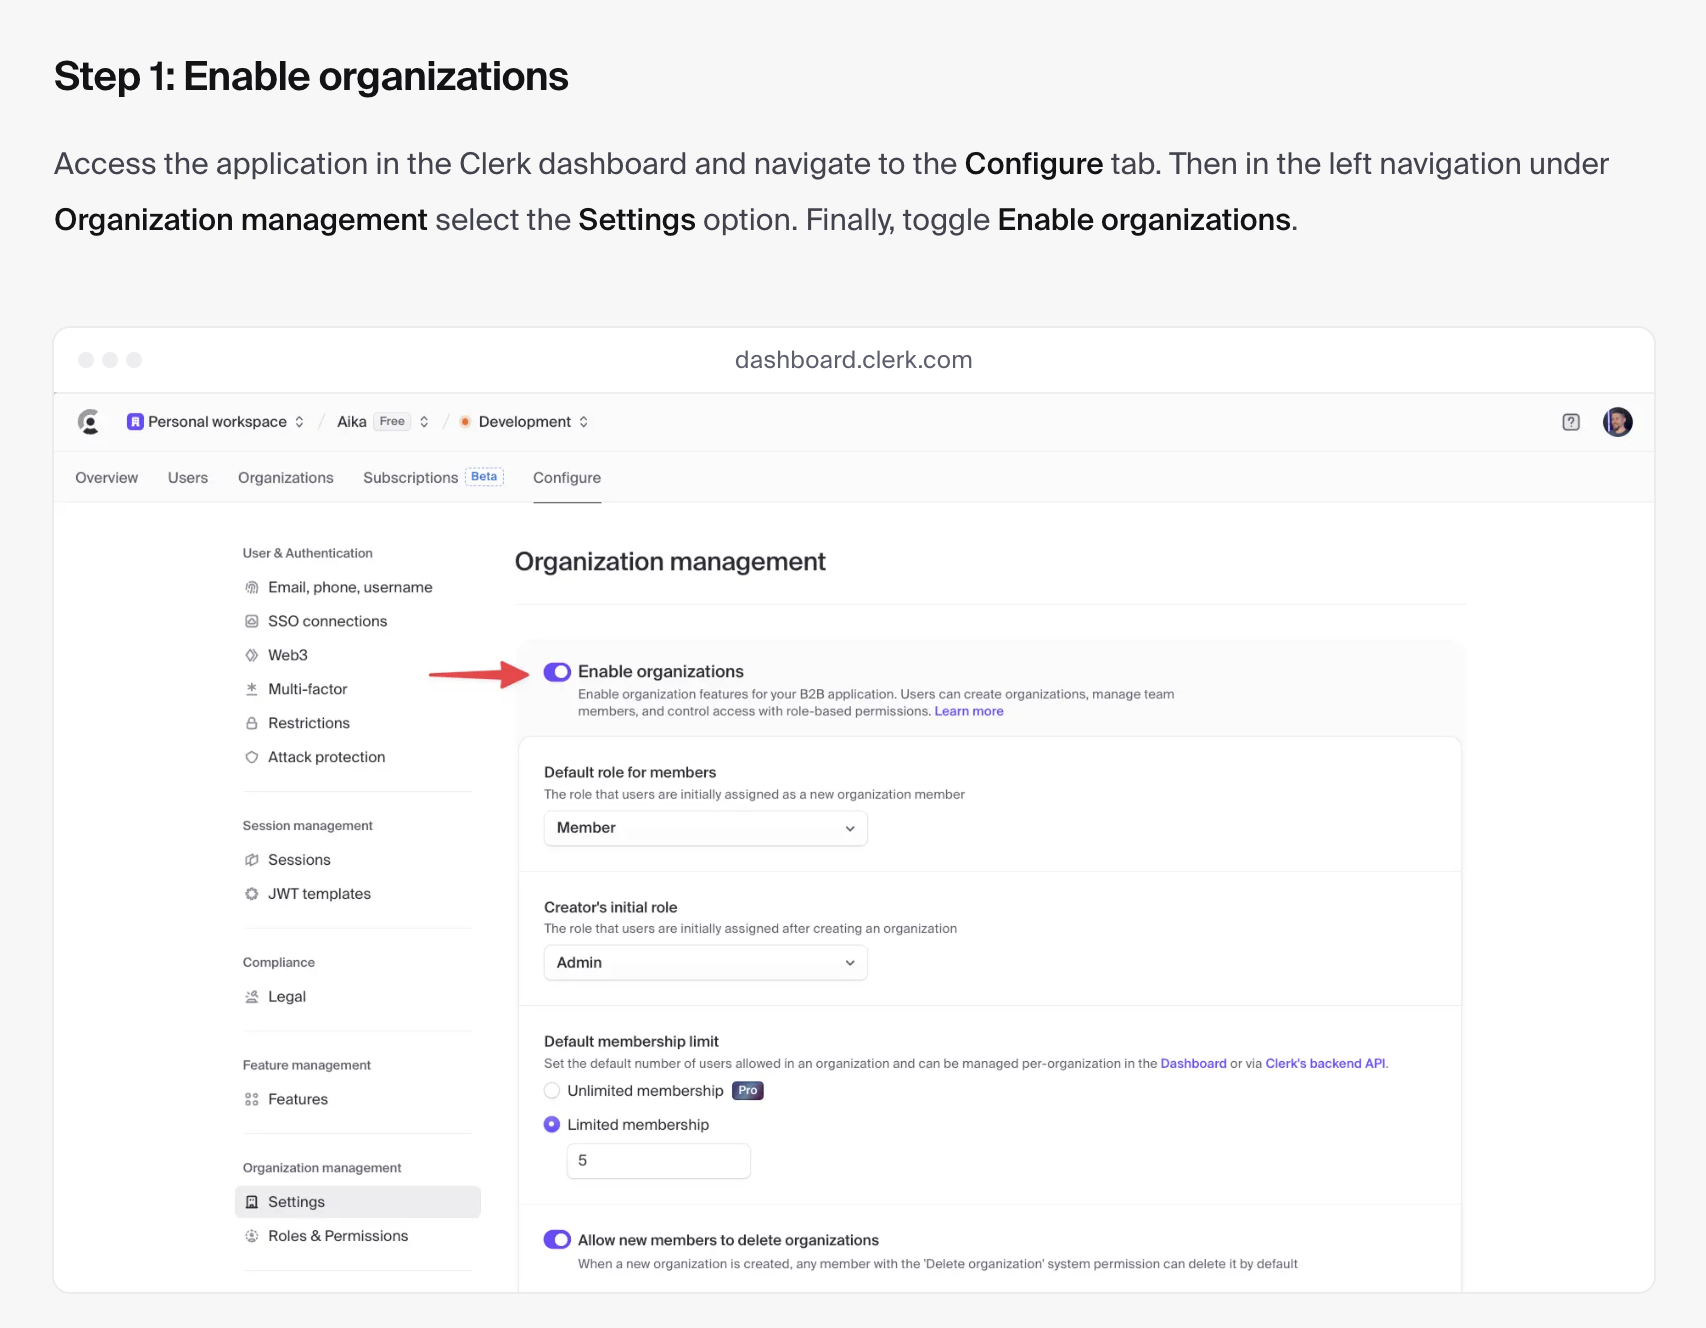 Step 1: Enable organizations
Access the application in the Clerk dashboard and navigate to the Configure tab. Then in the left navigation under
Organization management select the Settings option. Finally, toggle Enable organizations.
dashboard.clerk.com
Personal workspace / Aika Free / Development
Overview Users Organizations Subscriptions Beta Configure
User & Authentication
Email, phone, username
SSO connections
Web3
Multi-factor
Restrictions
Attack protection
Session management
Sessions
JWT templates
Compliance
Legal
Feature management
Features
Organization management
Settings
Roles & Permissions
Organization management
Enable organizations
Enable organization features for your B2B application. Users can create organizations, manage team
members, and control access with role-based permissions. Learn more
Default role for members
The role that users are initially assigned as a new organization member
Member
Creator's initial role
The role that users are initially assigned after creating an organization
Admin
Default membership limit
Set the default number of users allowed in an organization and can be managed per-organization in the Dashboard or via Clerk's backend API.
Unlimited membership Pro
Limited membership
5
Allow new members to delete organizations
When a new organization is created, any member with the 'Delete organization' system permission can delete it by default